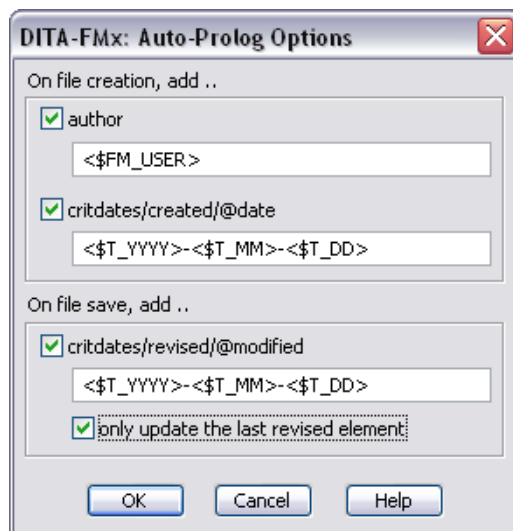 DITA-FMx: Auto-Prolog Options
On file creation, add ..
author
<$FM_USER>
critdates/created/@date
<$T_YYYY>-<$T_MM>-<$T_DD>
On file save, add ..
critdates/revised/@modified
<$T_YYYY>-<$T_MM>-<$T_DD>
only update the last revised element
OK Cancel Help